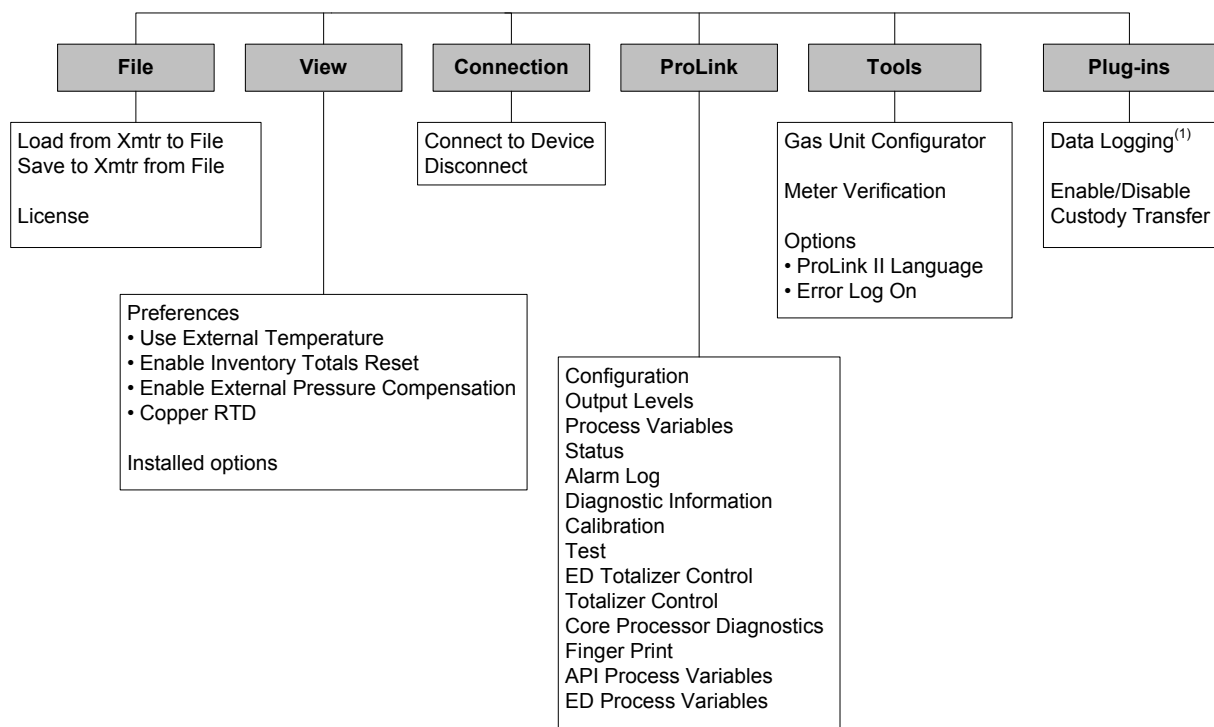 File
View
Connection
ProLink
Tools
Plug-ins
Load from Xmtr to File
Save to Xmtr from File
License
Preferences
• Use External Temperature
• Enable Inventory Totals Reset
• Enable External Pressure Compensation
• Copper RTD
Installed options
Connect to Device
Disconnect
Configuration
Output Levels
Process Variables
Status
Alarm Log
Diagnostic Information
Calibration
Test
ED Totalizer Control
Totalizer Control
Core Processor Diagnostics
Finger Print
API Process Variables
ED Process Variables
Gas Unit Configurator
Meter Verification
Options
• ProLink II Language
• Error Log On
Data Logging(1)
Enable/Disable
Custody Transfer